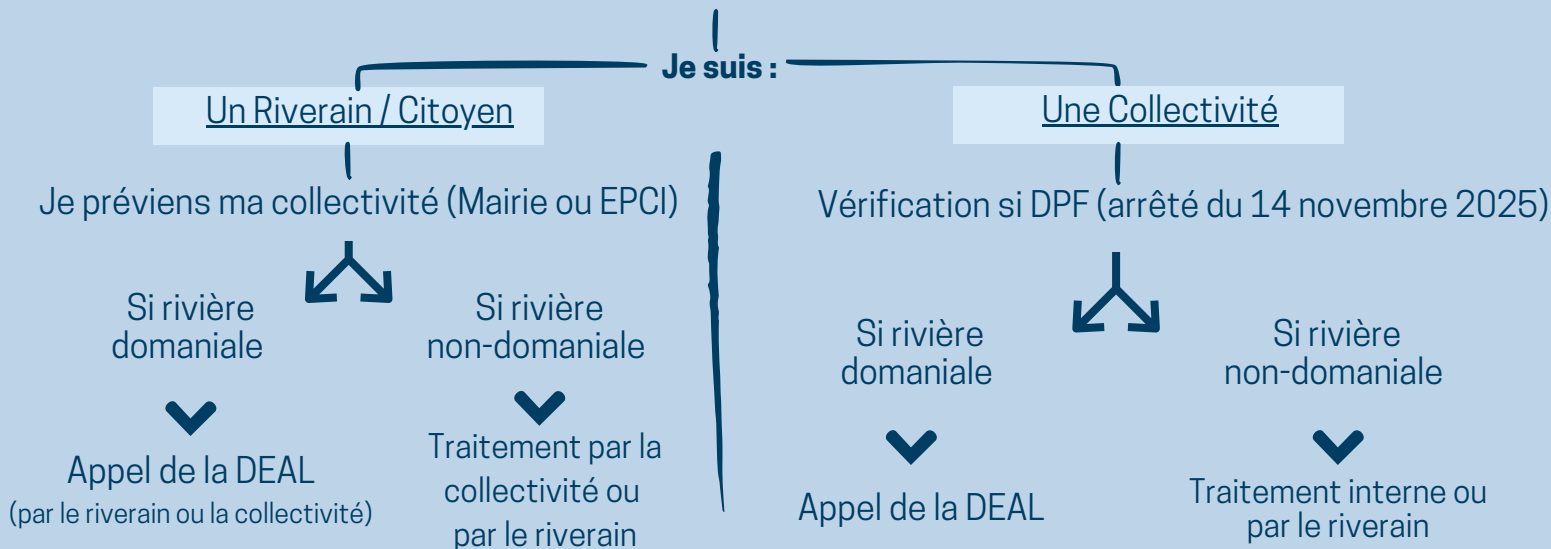 Je suis :
Un Riverain / Citoyen
Je préviens ma collectivité (Mairie ou EPCI)
Si rivière
domaniale
Appel de la DEAL
(par le riverain ou la collectivité)
Si rivière
non-domaniale
Traitement par la
collectivité ou
par le riverain
Une Collectivité
Vérification si DPF (arrêté du 14 novembre 2025)
Si rivière
domaniale
Appel de la DEAL
Si rivière
non-domaniale
Traitement interne ou
par le riverain